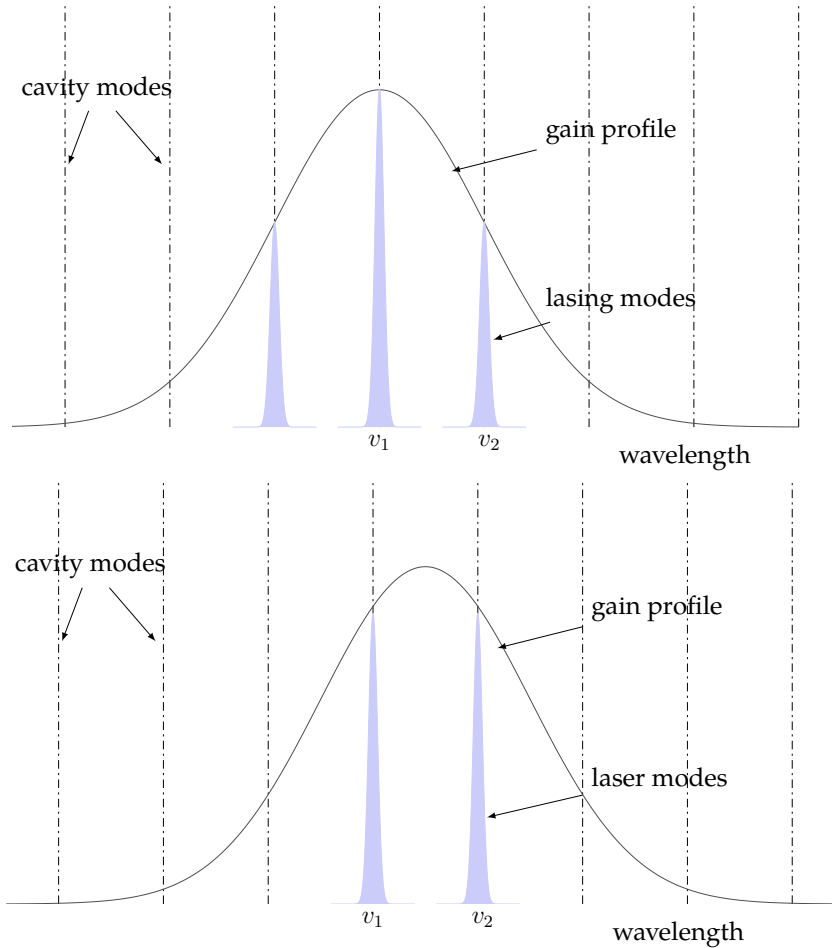 cavity modes
gain profile
lasing modes
v₁ v₂
wavelength
cavity modes
gain profile
laser modes
v₁ v₂
wavelength